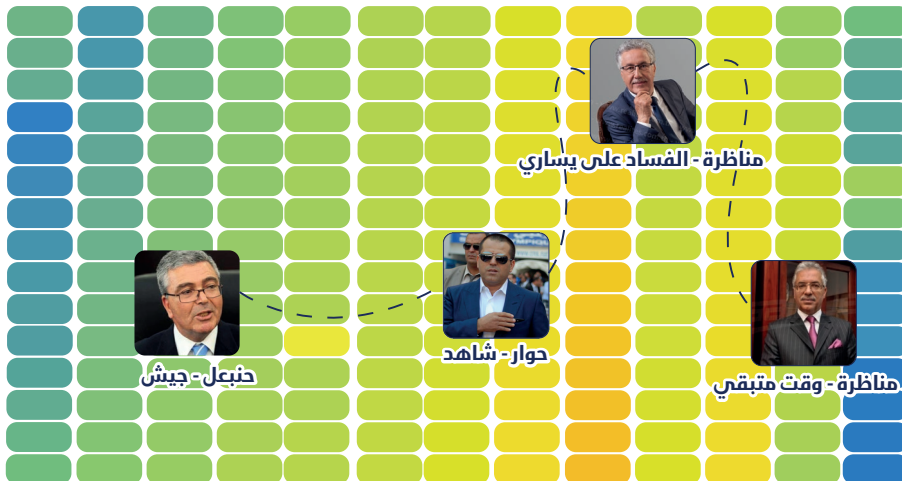 مناظرة - الفساد على يساري
حوار - شاهد
حنبعل - جيش
مناظرة - وقت متبقي